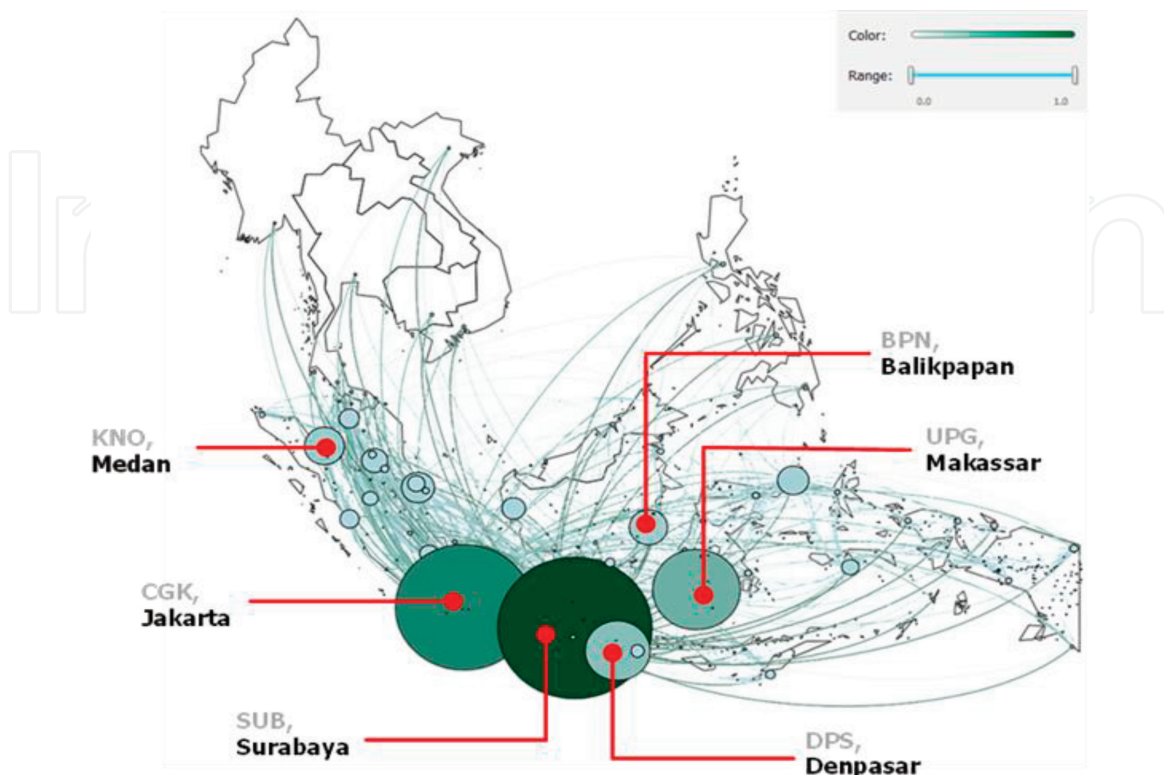 Color:
Range:
0.0 1.0
BPN,
Balikpapan
KNO,
Medan
UPG,
Makassar
CGK,
Jakarta
SUB,
Surabaya
DPS,
Denpasar